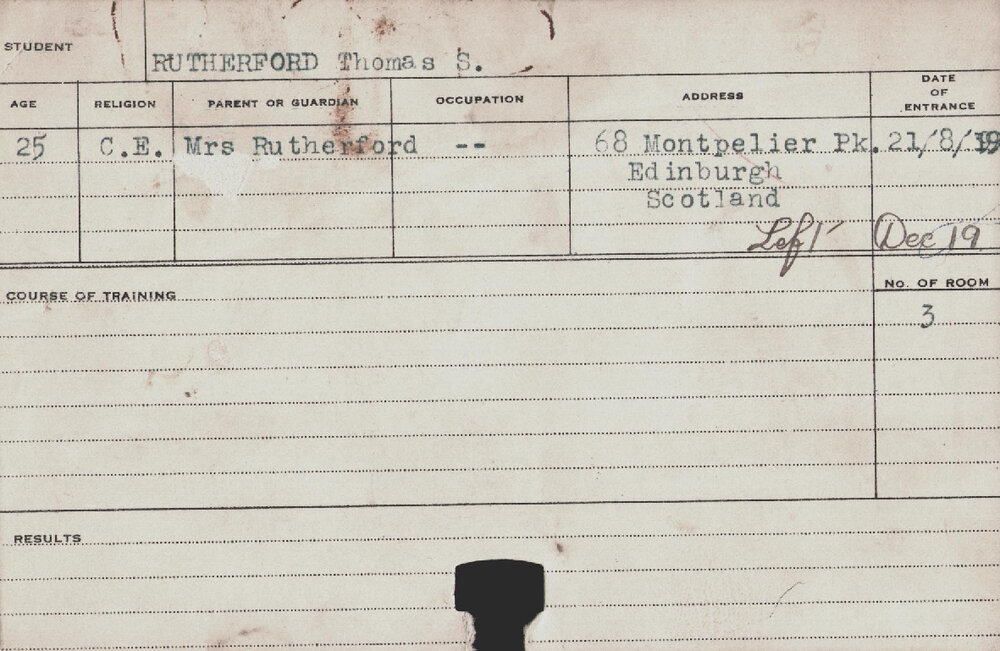 STUDENT
RUTHERFORD Thomas S.
AGE RELIGION PARENT OR GUARDIAN OCCUPATION ADDRESS DATE OF ENTRANCE
25 C.E. Mrs Rutherford -- 68 Montpelier Pk. 21/8/19
Edinburgh
Scotland
Left Dec 19
COURSE OF TRAINING
No. OF ROOM
3
RESULTS